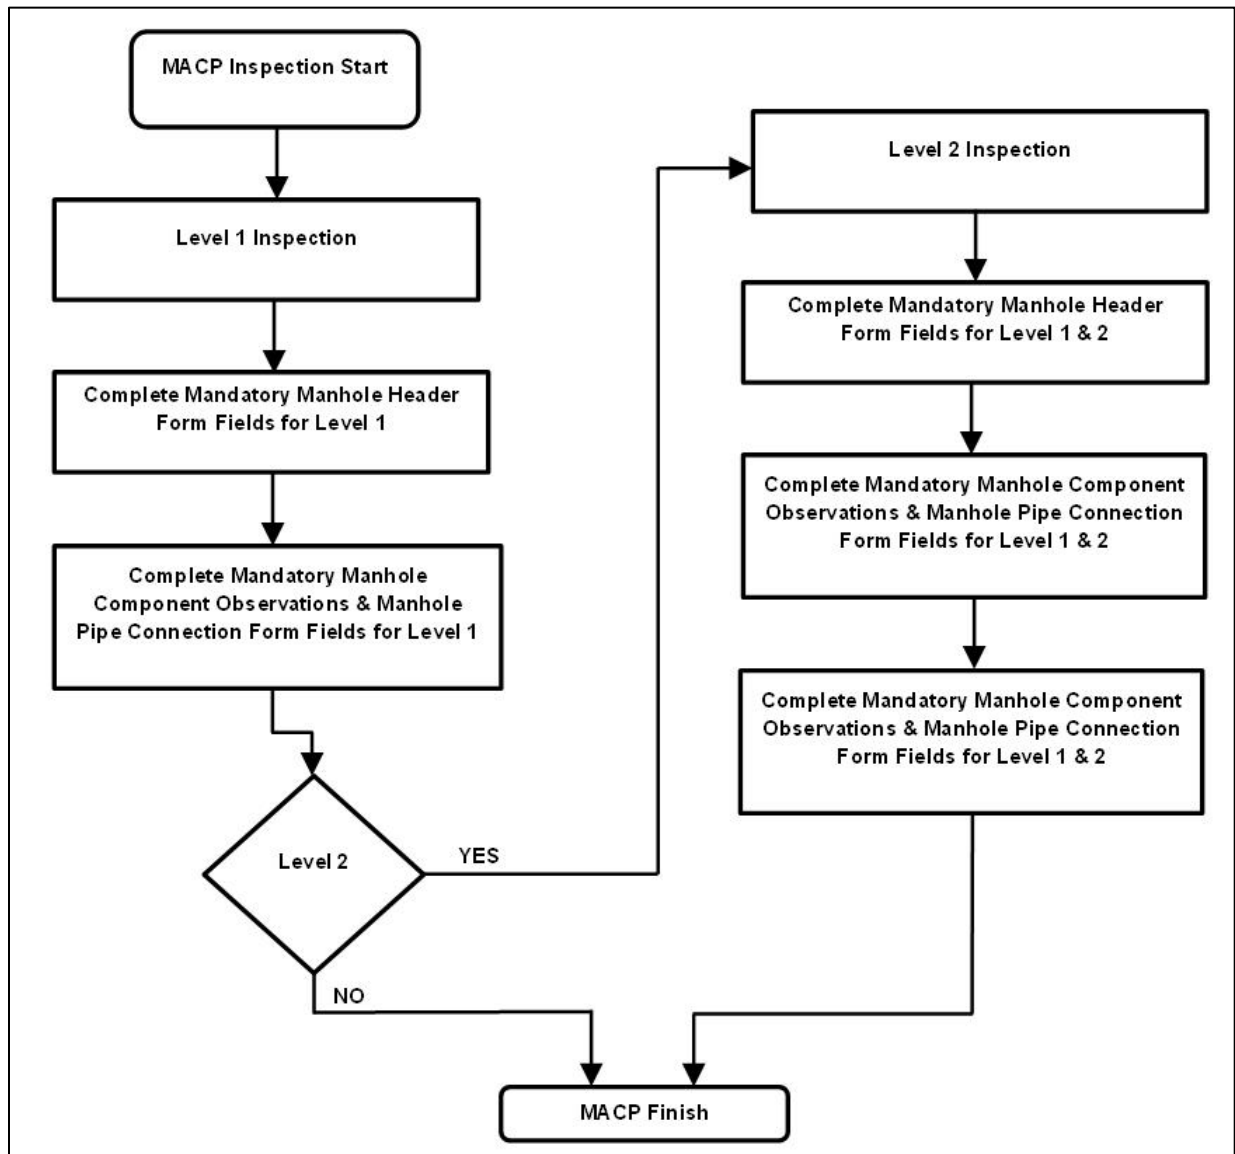 MACP Inspection Start
Level 1 Inspection
Complete Mandatory Manhole Header
Form Fields for Level 1
Complete Mandatory Manhole
Component Observations & Manhole
Pipe Connection Form Fields for Level 1
Level 2
YES
NO
Level 2 Inspection
Complete Mandatory Manhole Header
Form Fields for Level 1 & 2
Complete Mandatory Manhole Component
Observations & Manhole Pipe Connection
Form Fields for Level 1 & 2
Complete Mandatory Manhole Component
Observations & Manhole Pipe Connection
Form Fields for Level 1 & 2
MACP Finish